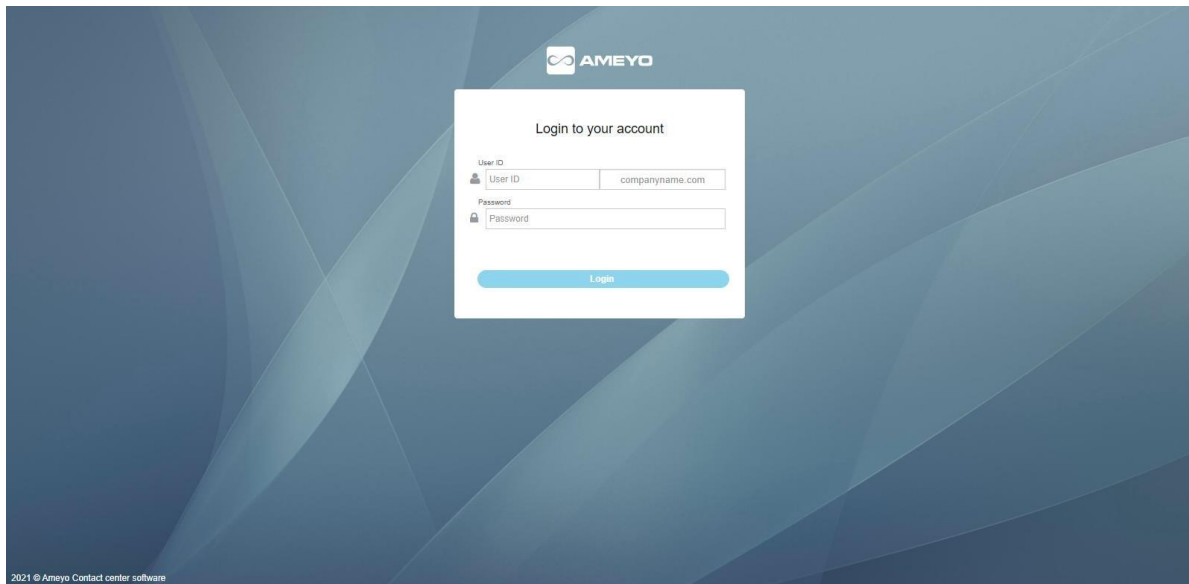 AMEYO
Login to your account
User ID
User ID companyname.com
Password
Password
Login
2021 © Ameyo Contact center software